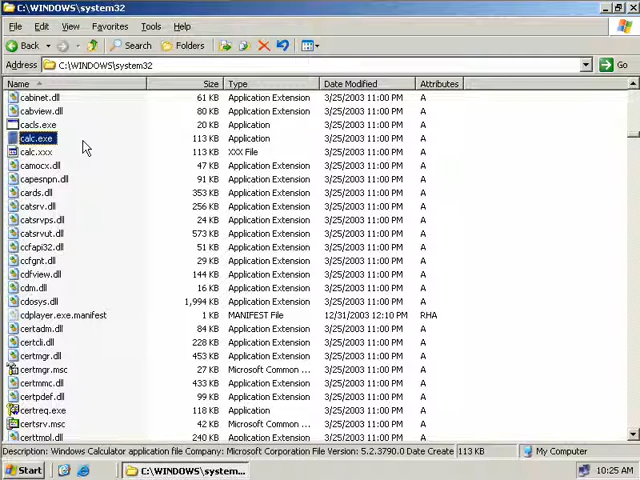 C:\WINDOWS\system32
File Edit View Favorites Tools Help
Back Search Folders
Address C:\WINDOWS\system32 Go
Name Size Type Date Modified Attributes
cabinet.dll 61 KB Application Extension 3/25/2003 11:00 PM A
cabview.dll 80 KB Application Extension 3/25/2003 11:00 PM A
cacls.exe 20 KB Application 3/25/2003 11:00 PM A
calc.exe 113 KB Application 3/25/2003 11:00 PM A
calc.xxx 113 KB XXX File 3/25/2003 11:00 PM A
camocx.dll 47 KB Application Extension 3/25/2003 11:00 PM A
capesnpn.dll 91 KB Application Extension 3/25/2003 11:00 PM A
cards.dll 353 KB Application Extension 3/25/2003 11:00 PM A
catsrv.dll 256 KB Application Extension 3/25/2003 11:00 PM A
catsrvps.dll 24 KB Application Extension 3/25/2003 11:00 PM A
catsrvut.dll 573 KB Application Extension 3/25/2003 11:00 PM A
ccfapi32.dll 51 KB Application Extension 3/25/2003 11:00 PM A
ccfgnt.dll 29 KB Application Extension 3/25/2003 11:00 PM A
cdfview.dll 144 KB Application Extension 3/25/2003 11:00 PM A
cdm.dll 16 KB Application Extension 3/25/2003 11:00 PM A
cdosys.dll 1,994 KB Application Extension 3/25/2003 11:00 PM A
cdplayer.exe.manifest 1 KB MANIFEST File 12/31/2003 12:10 PM RHA
certadm.dll 84 KB Application Extension 3/25/2003 11:00 PM A
certcli.dll 228 KB Application Extension 3/25/2003 11:00 PM A
certmgr.dll 453 KB Application Extension 3/25/2003 11:00 PM A
certmgr.msc 27 KB Microsoft Common ... 3/25/2003 11:00 PM A
certmmc.dll 433 KB Application Extension 3/25/2003 11:00 PM A
certpdef.dll 99 KB Application Extension 3/25/2003 11:00 PM A
certreq.exe 118 KB Application 3/25/2003 11:00 PM A
certsrv.msc 42 KB Microsoft Common ... 3/25/2003 11:00 PM A
certtmpl.dll 240 KB Application Extension 3/25/2003 11:00 PM A
Description: Windows Calculator application file Company: Microsoft Corporation File Version: 5.2.3790.0 Date Create 113 KB My Computer
Start C:\WINDOWS\system... 10:25 AM